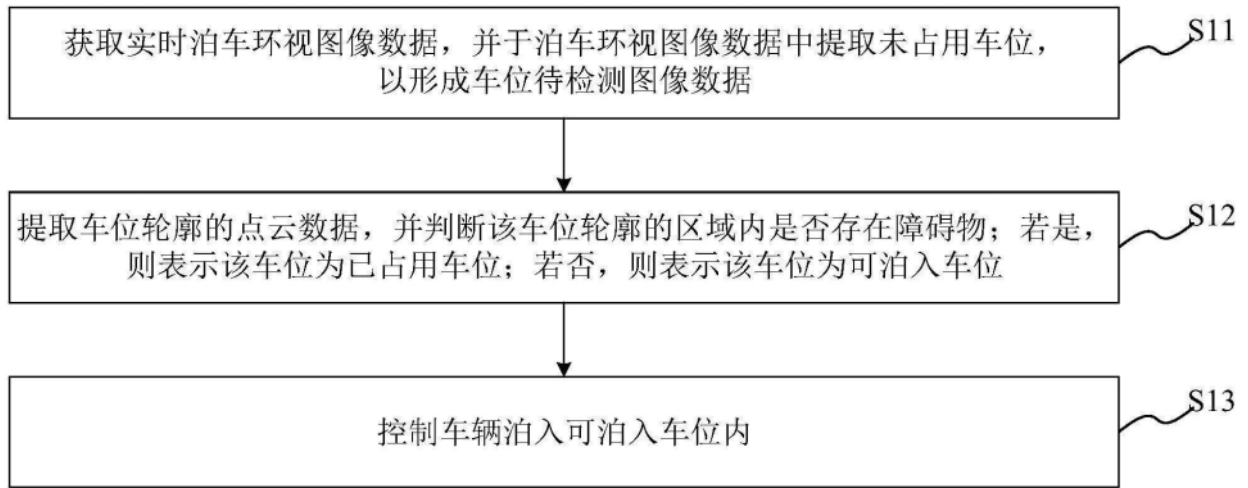 获取实时泊车环视图像数据，并于泊车环视图像数据中提取未占用车位，
以形成车位待检测图像数据
S11
提取车位轮廓的点云数据，并判断该车位轮廓的区域内是否存在障碍物；若是，
则表示该车位为已占用车位；若否，则表示该车位为可泊入车位
S12
控制车辆泊入可泊入车位内
S13